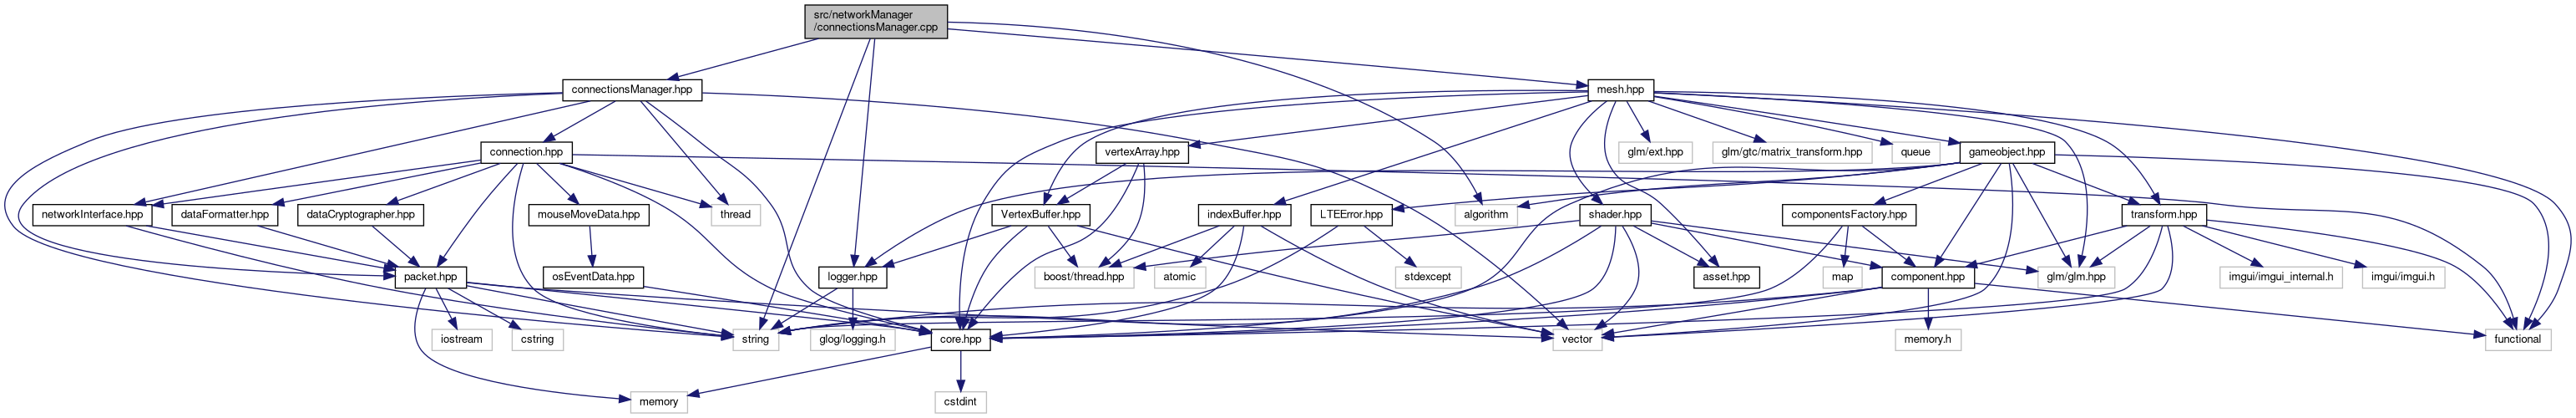 src/networkManager
/connectionsManager.cpp
connectionsManager.hpp
mesh.hpp
connection.hpp
vertexArray.hpp
glm/ext.hpp
glm/gtc/matrix_transform.hpp
queue
gameobject.hpp
networkInterface.hpp
dataFormatter.hpp
dataCryptographer.hpp
mouseMoveData.hpp
thread
algorithm
VertexBuffer.hpp
indexBuffer.hpp
LTEError.hpp
shader.hpp
componentsFactory.hpp
transform.hpp
packet.hpp
osEventData.hpp
logger.hpp
boost/thread.hpp
atomic
stdexcept
asset.hpp
map
component.hpp
glm/glm.hpp
imgui/imgui_internal.h
imgui/imgui.h
iostream
cstring
string
glog/logging.h
core.hpp
vector
memory.h
functional
memory
cstdint